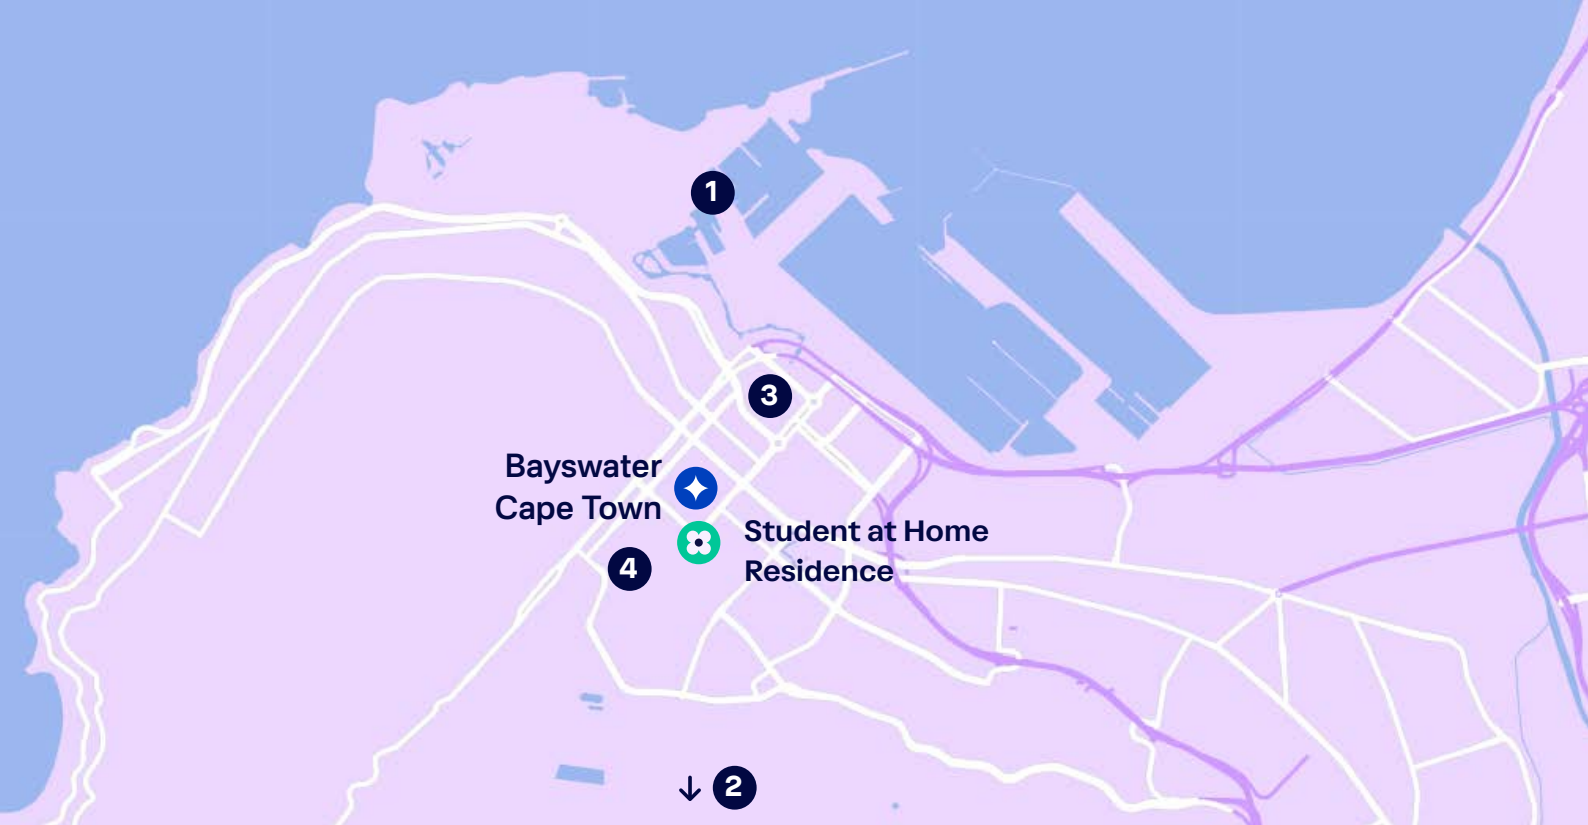 1
3
Bayswater
Cape Town
Student at Home
Residence
4
2